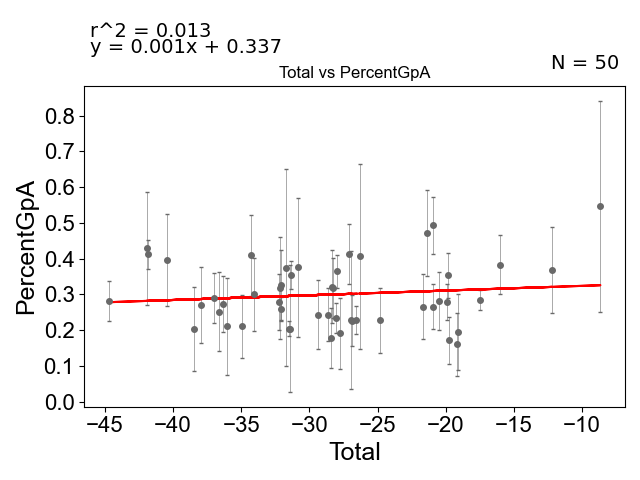 r^2 = 0.013
y = 0.001x + 0.337
N = 50
Total vs PercentGpA
PercentGpA
0.8
0.7
0.6
0.5
0.4
0.3
0.2
0.1
0.0
−45 −40 −35 −30 −25 −20 −15 −10
Total